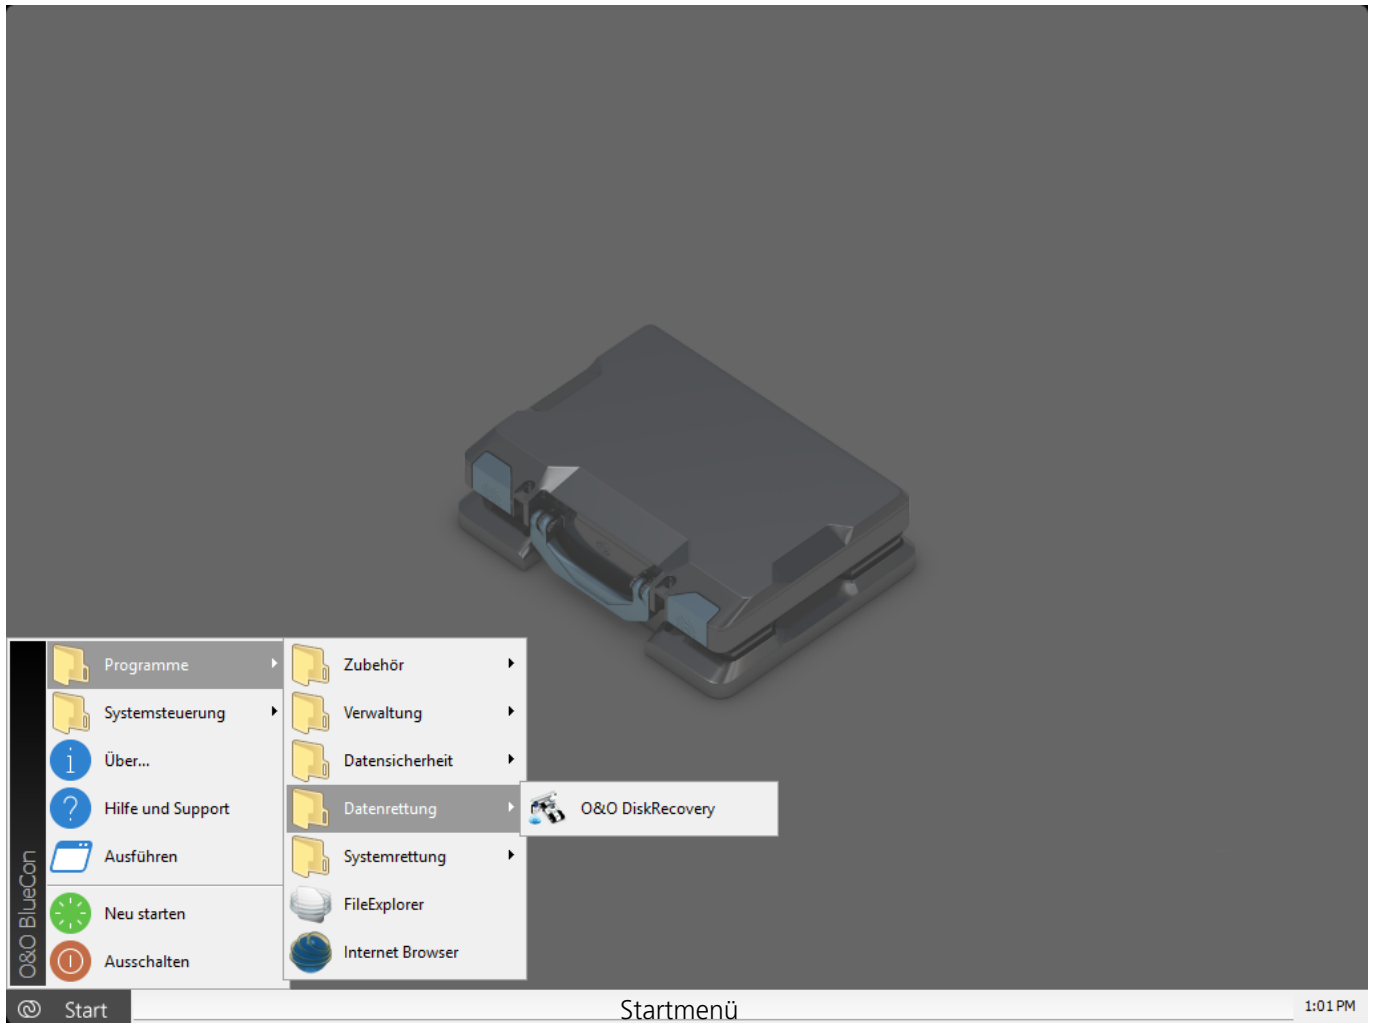 Programme
Systemsteuerung
Über...
Hilfe und Support
Ausführen
Neu starten
Ausschalten
O&O BlueCon
Zubehör
Verwaltung
Datensicherheit
Datenrettung
Systemrettung
FileExplorer
Internet Browser
O&O DiskRecovery
Start
Startmenü
1:01 PM